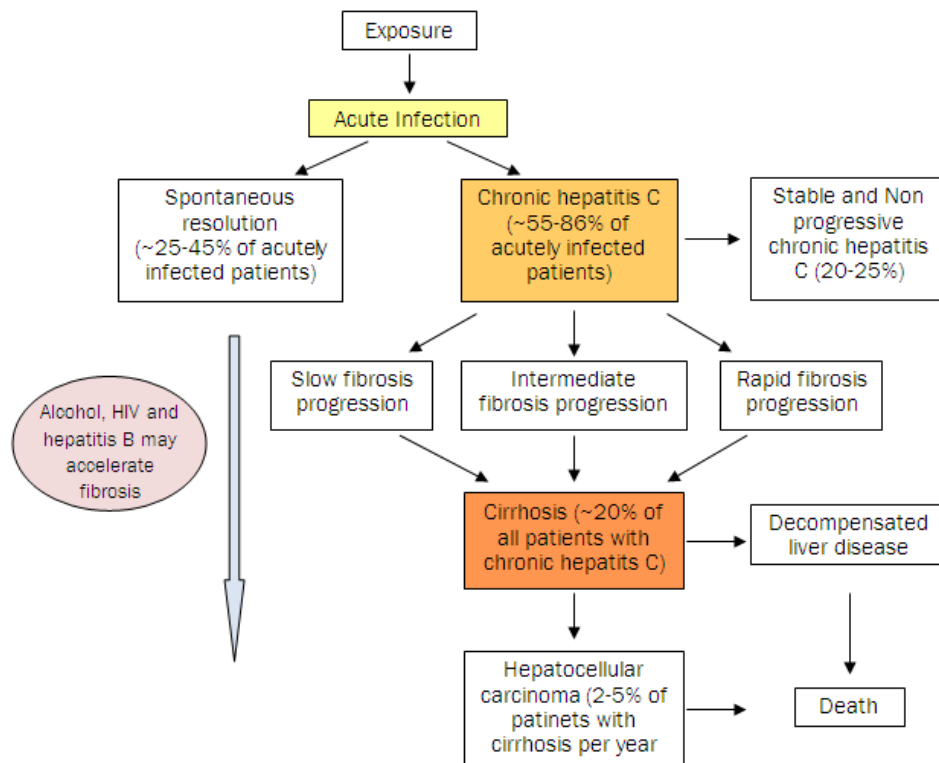 Exposure
Acute Infection
Spontaneous
resolution
(~25-45% of acutely
infected patients)
Chronic hepatitis C
(~55-86% of
acutely infected
patients)
Stable and Non
progressive
chronic hepatitis
C (20-25%)
Slow fibrosis
progression
Intermediate
fibrosis progression
Rapid fibrosis
progression
Alcohol, HIV and
hepatitis B may
accelerate
fibrosis
Cirrhosis (~20% of
all patients with
chronic hepatits C)
Decompensated
liver disease
Hepatocellular
carcinoma (2-5% of
patinets with
cirrhosis per year
Death